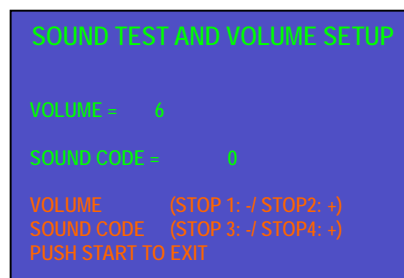 SOUND TEST AND VOLUME SETUP
VOLUME = 6
SOUND CODE = 0
VOLUME (STOP 1: -/ STOP2: +)
SOUND CODE (STOP 3: -/ STOP4: +)
PUSH START TO EXIT